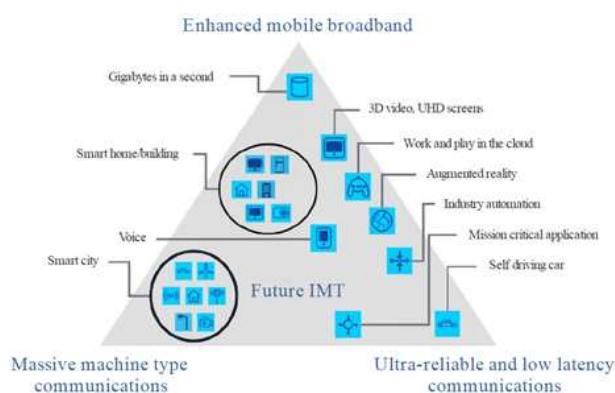 Enhanced mobile broadband
Gigabytes in a second
3D video, UHD screens
Work and play in the cloud
Smart home/building
Augmented reality
Industry automation
Voice
Mission critical application
Smart city
Self driving car
Future IMT
Massive machine type
communications
Ultra-reliable and low latency
communications